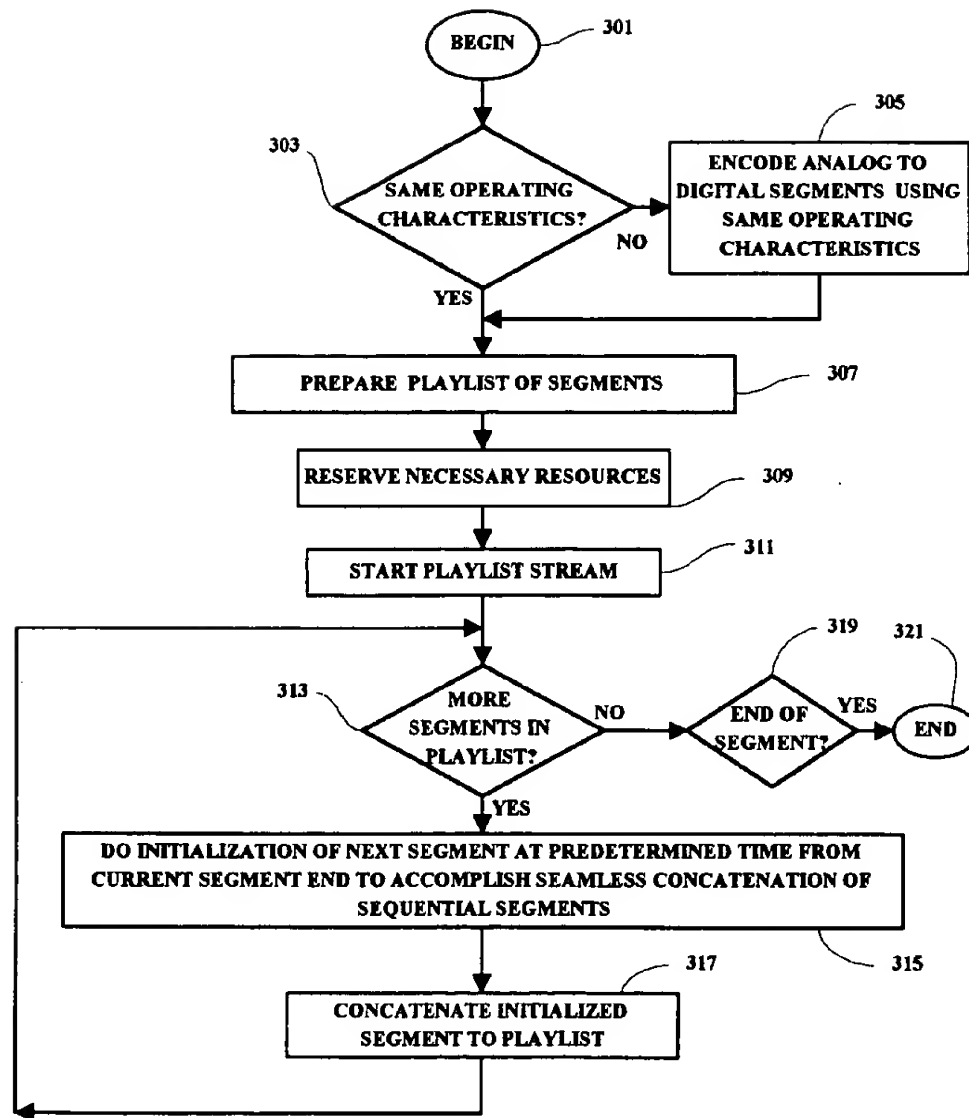 BEGIN
301
303
305
SAME OPERATING
CHARACTERISTICS?
NO
ENCODE ANALOG TO
DIGITAL SEGMENTS USING
SAME OPERATING
CHARACTERISTICS
YES
PREPARE PLAYLIST OF SEGMENTS
307
RESERVE NECESSARY RESOURCES
309
START PLAYLIST STREAM
311
313
MORE
SEGMENTS IN
PLAYLIST?
NO
319
END OF
SEGMENT?
YES
321
END
YES
DO INITIALIZATION OF NEXT SEGMENT AT PREDETERMINED TIME FROM
CURRENT SEGMENT END TO ACCOMPLISH SEAMLESS CONCATENATION OF
SEQUENTIAL SEGMENTS
315
317
CONCATENATE INITIALIZED
SEGMENT TO PLAYLIST